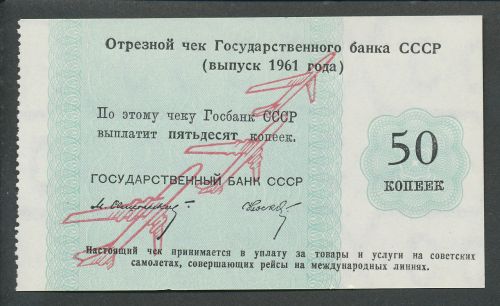 Отрезной чек Государственного банка СССР
(выпуск 1961 года)
По этому чеку Госбанк СССР
выплатит пятьдесят копеек.
50
КОПЕЕК
ГОСУДАРСТВЕННЫЙ БАНК СССР
Настоящий чек принимается в уплату за товары и услуги на советских
самолетах, совершающих рейсы на международных линиях.